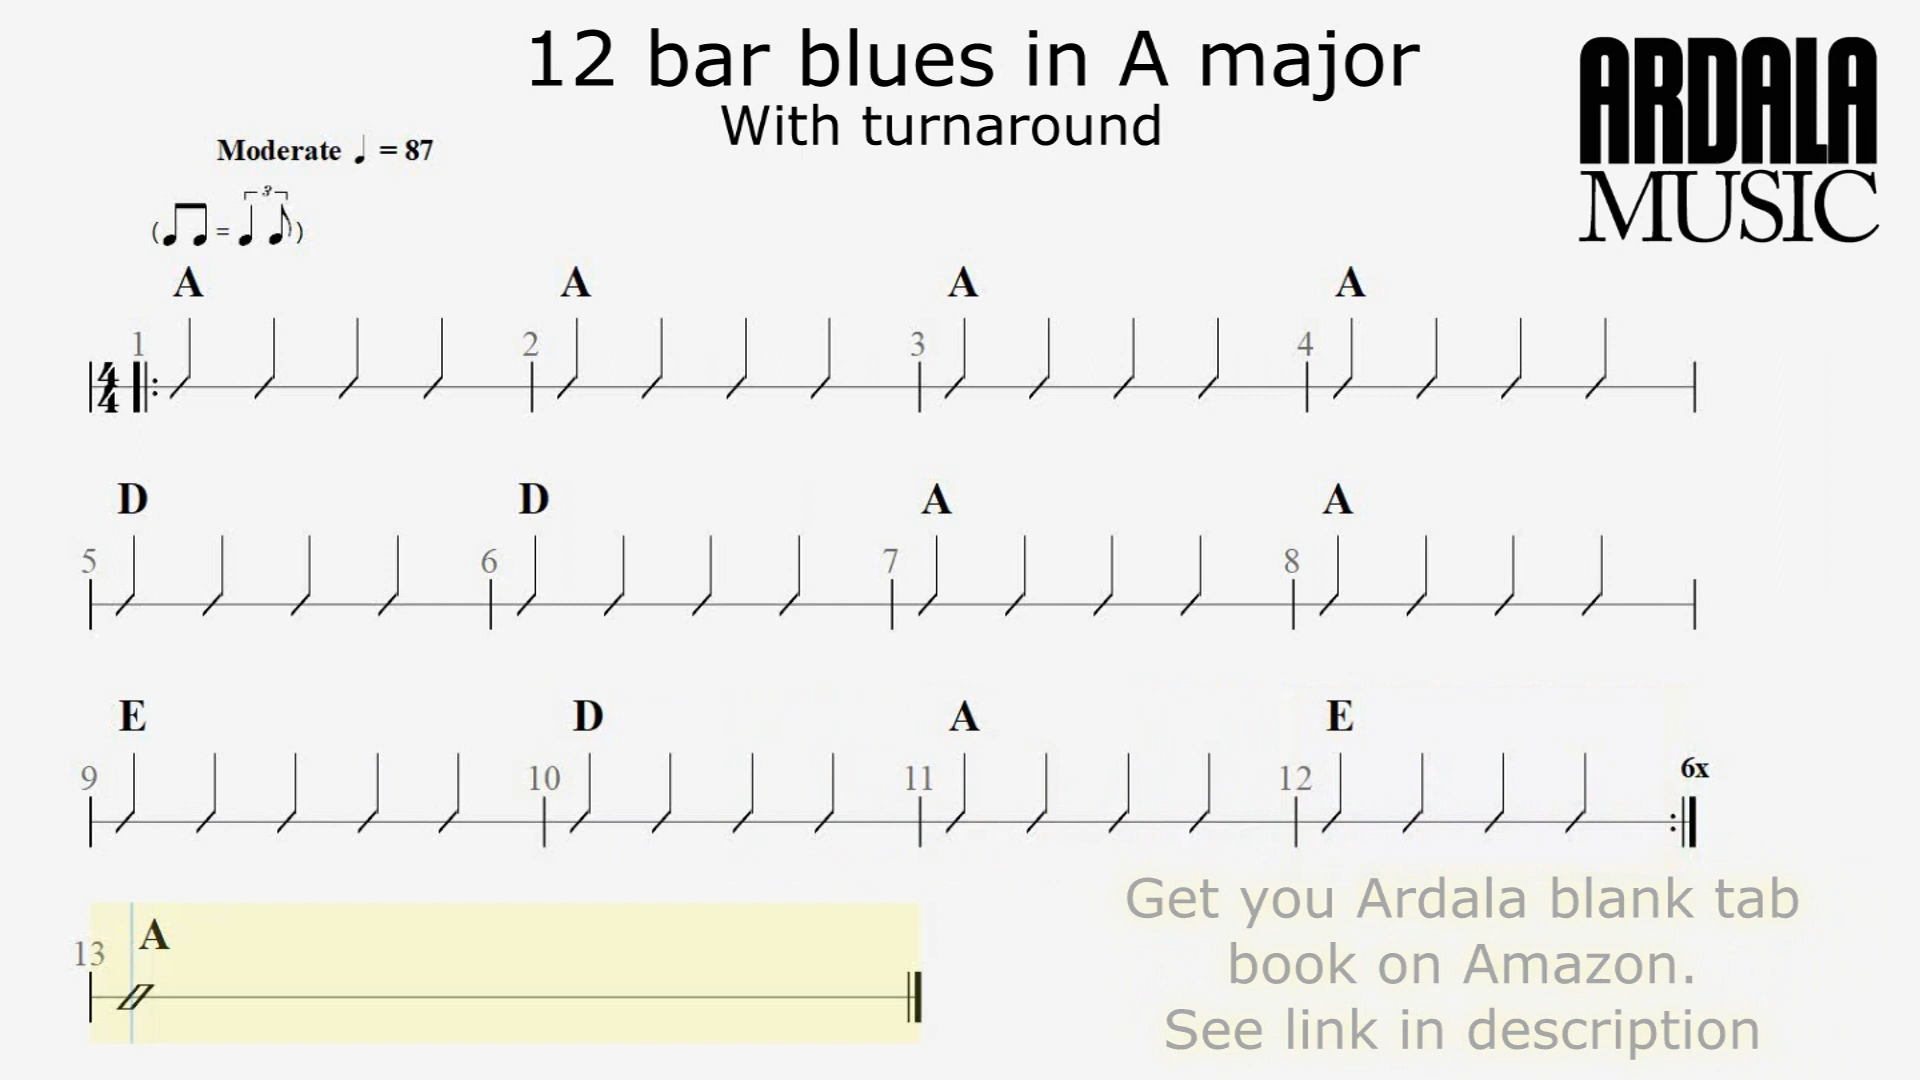 12 bar blues in A major
With turnaround
ARDALA
MUSIC
Moderate ♩ = 87
(♫ = ♩ ♪) 3
A A A A
1 2 3 4
4
4
D D A A
5 6 7 8
E D A E
9 10 11 12 6x
A
13
Get you Ardala blank tab
book on Amazon.
See link in description